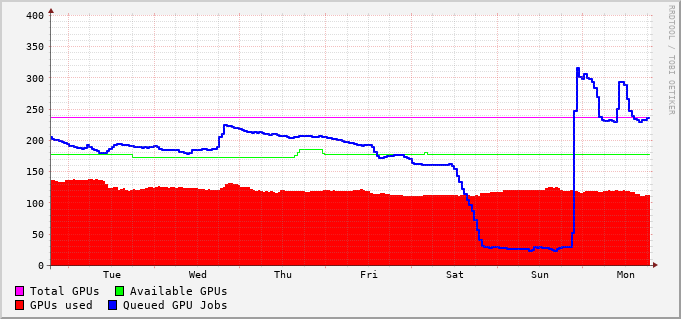 400
350
300
250
200
150
100
50
0
Tue Wed Thu Fri Sat Sun Mon
Total GPUs Available GPUs
GPUs used Queued GPU Jobs
RRDTOOL / TOBI OETIKER